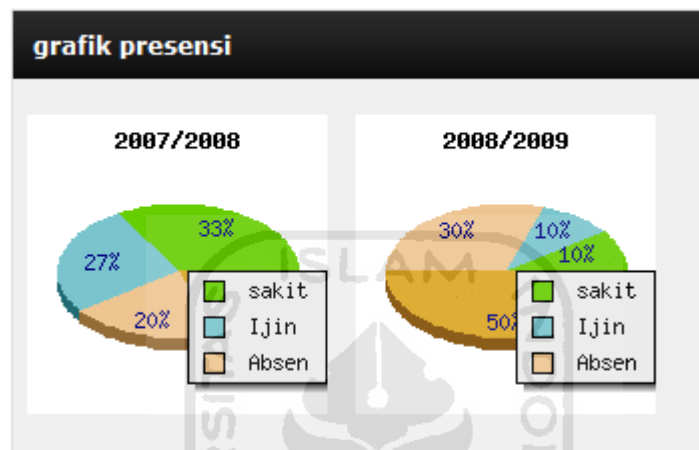 grafik presensi
2007/2008
33%
27%
20%
sakit
Ijin
Absen
2008/2009
30%
10%
10%
50%
sakit
Ijin
Absen
ISLAM